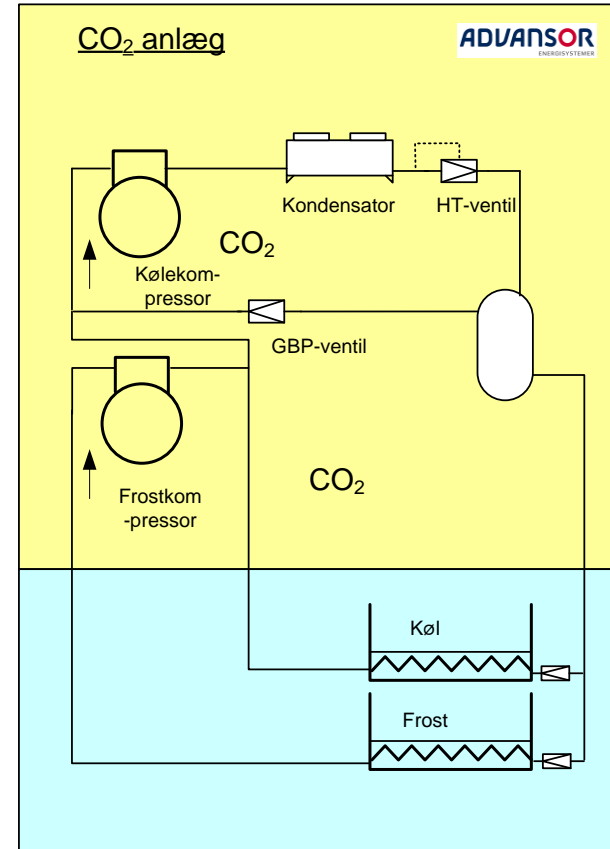 CO₂ anlæg
ADVANSOR
ENERGISYSTEMER
Kondensator
HT-ventil
CO₂
Kølekom-
pressor
GBP-ventil
CO₂
Frostkom
-pressor
Køl
Frost